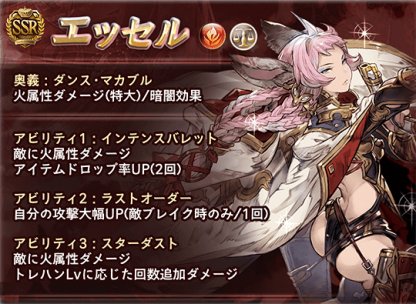 SSR
エッセル
奥義：ダンス・マカブル
火属性ダメージ(特大)/暗闇効果
アビリティ1：インテンスバレット
敵に火属性ダメージ
アイテムドロップ率UP(2回)
アビリティ2：ラストオーダー
自分の攻撃大幅UP(敵ブレイク時のみ/1回)
アビリティ3：スターダスト
敵に火属性ダメージ
トレハンLvに応じた回数追加ダメージ